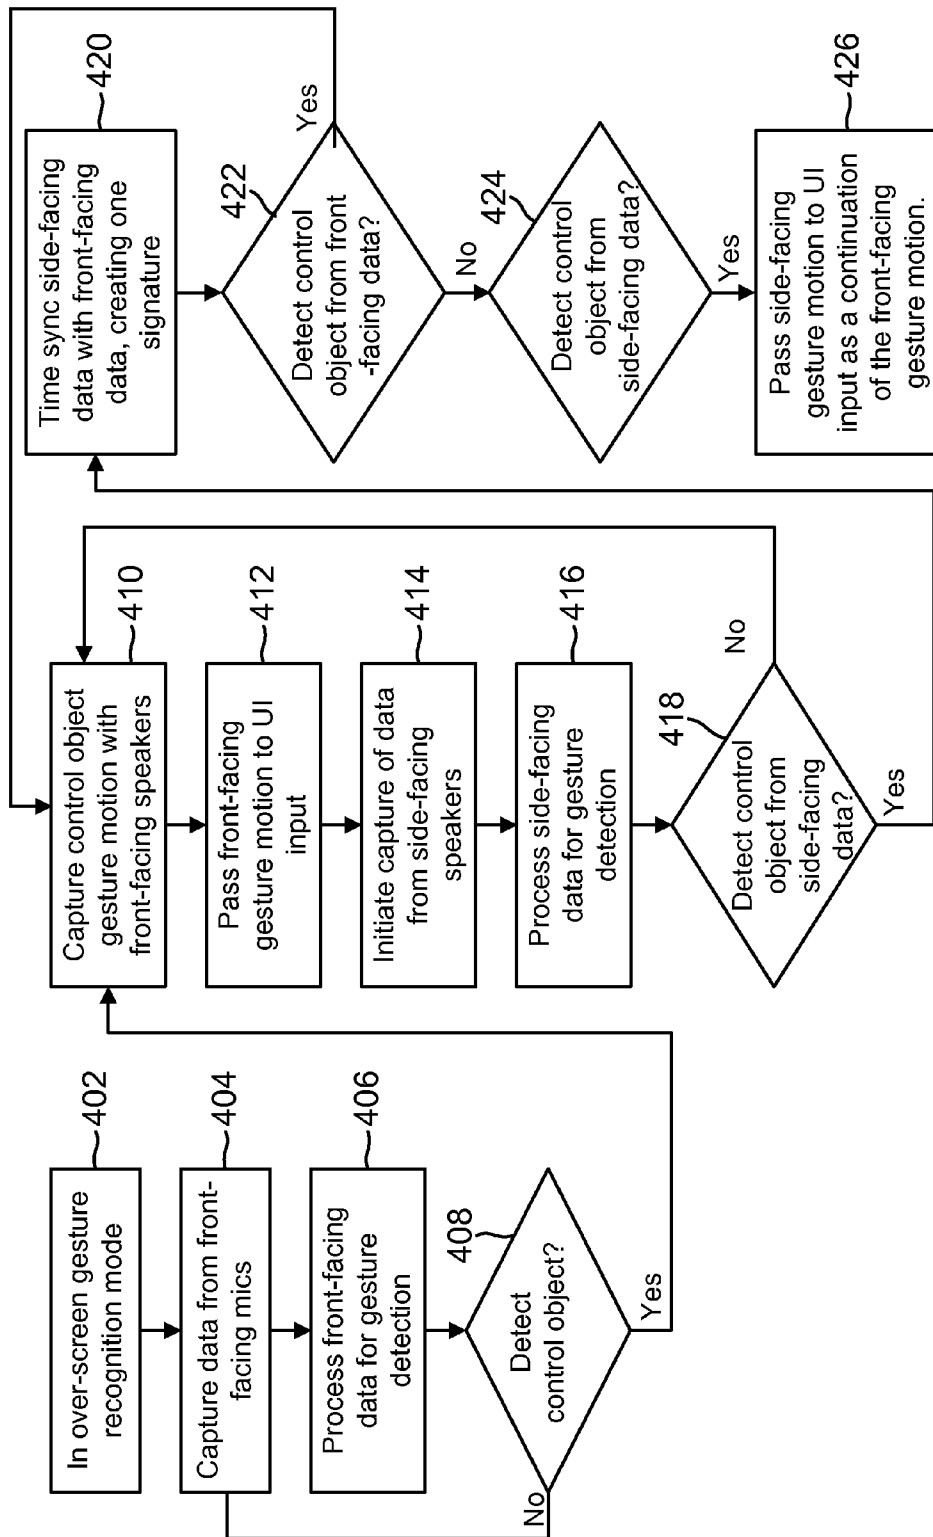 In over-screen gesture
recognition mode
402
Capture data from front-
facing mics
404
Process front-facing
data for gesture
detection
406
Detect
control object?
408
No
Yes
Capture control object
gesture motion with
front-facing speakers
410
Pass front-facing
gesture motion to UI
input
412
Initiate capture of data
from side-facing
speakers
414
Process side-facing
data for gesture
detection
416
Detect control
object from
side-facing
data?
418
No
Yes
Time sync side-facing
data with front-facing
data, creating one
signature
420
Detect control
object from front
-facing data?
422
Yes
No
Detect control
object from
side-facing data?
424
Yes
Pass side-facing
gesture motion to UI
input as a continuation
of the front-facing
gesture motion.
426